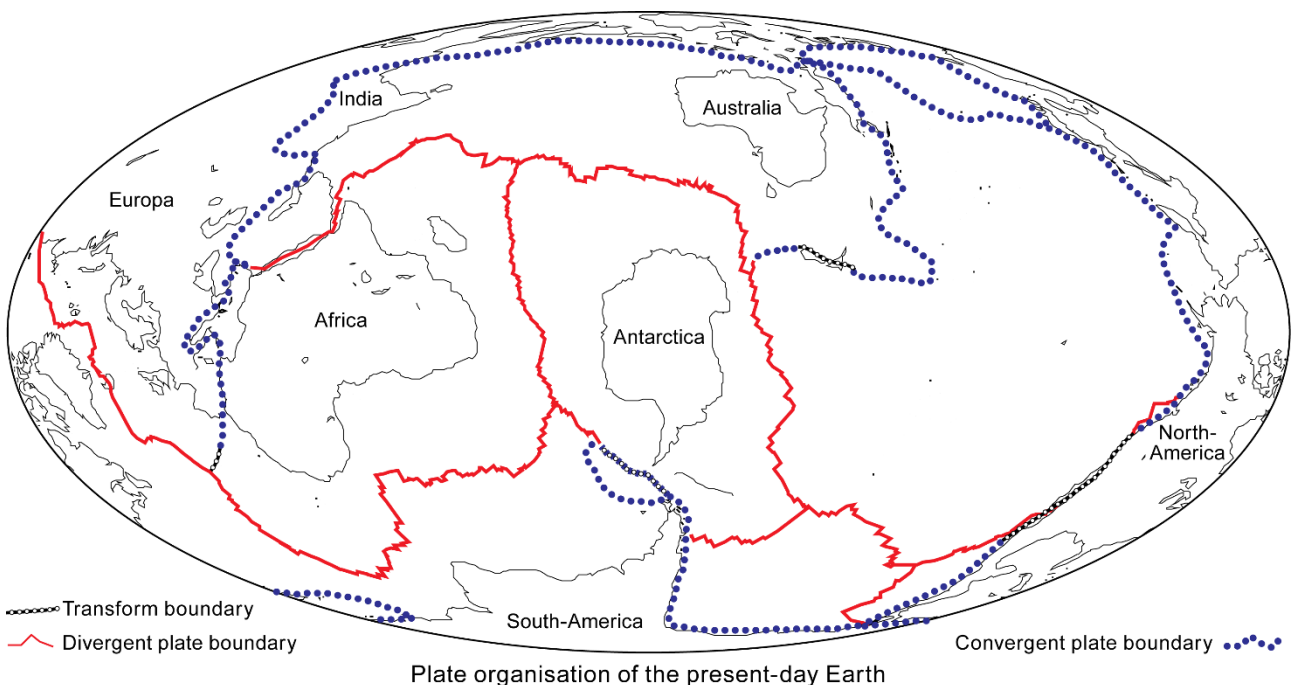 India
Australia
Europa
Africa
Antarctica
North-
America
South-America
Transform boundary
Divergent plate boundary
Convergent plate boundary
Plate organisation of the present-day Earth